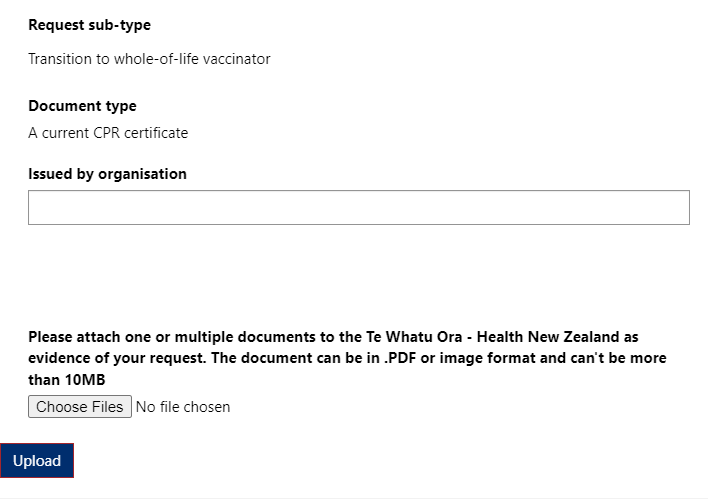 Request sub-type
Transition to whole-of-life vaccinator
Document type
A current CPR certificate
Issued by organisation
Please attach one or multiple documents to the Te Whatu Ora - Health New Zealand as
evidence of your request. The document can be in .PDF or image format and can't be more
than 10MB
Choose Files No file chosen
Upload